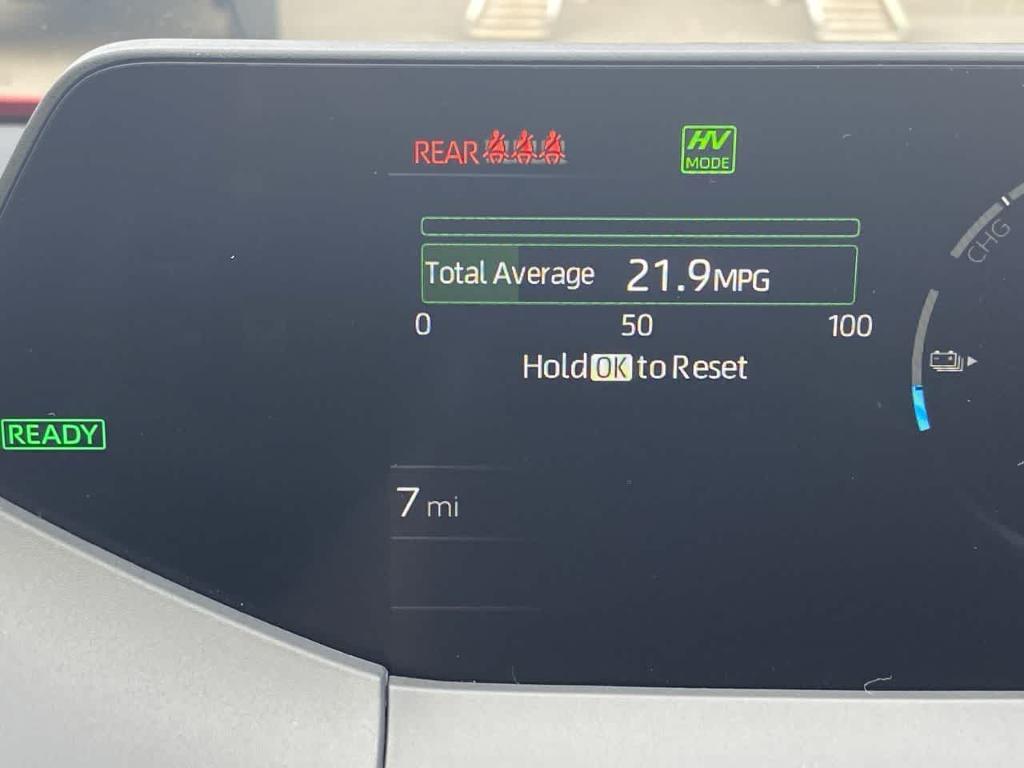 REAR
HV
MODE
CHG
Total Average 21.9MPG
0 50 100
Hold OK to Reset
READY
7 mi